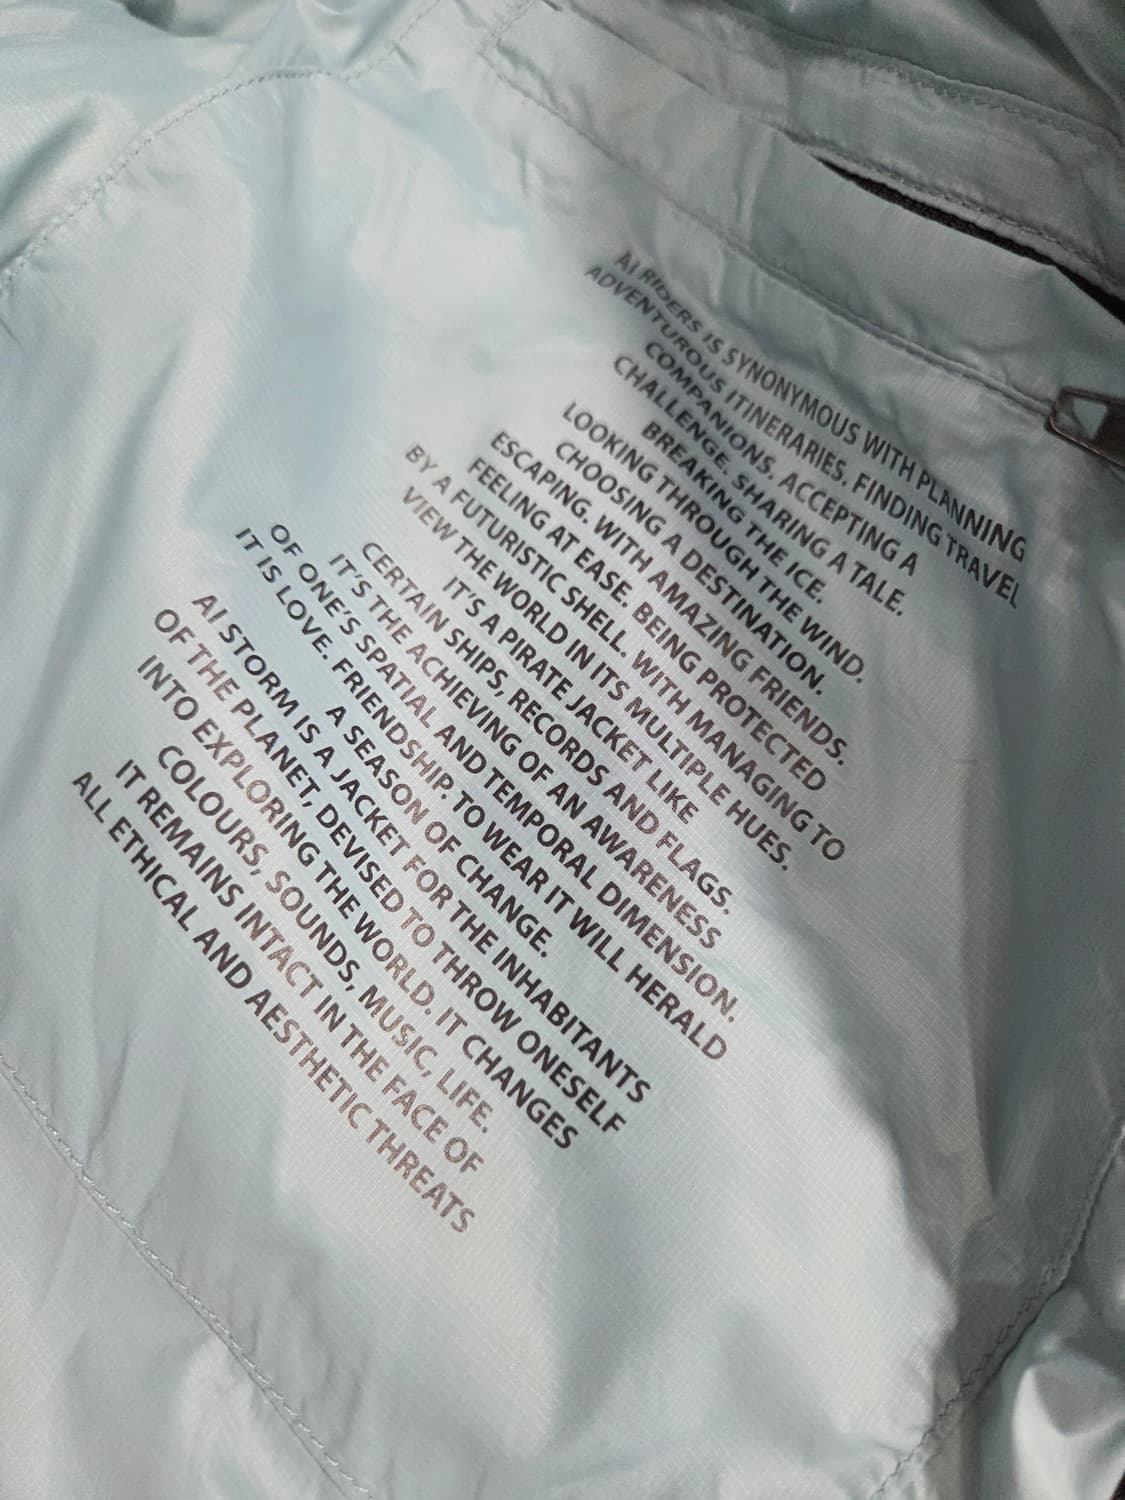 AI RIDERS IS SYNONYMOUS WITH PLANNING
ADVENTUROUS ITINERARIES. FINDING TRAVEL
COMPANIONS. ACCEPTING A
CHALLENGE. SHARING A TALE.
BREAKING THE ICE.
LOOKING THROUGH THE WIND.
CHOOSING A DESTINATION.
ESCAPING. WITH AMAZING FRIENDS.
FEELING AT EASE. BEING PROTECTED
BY A FUTURISTIC SHELL. WITH MANAGING TO
VIEW THE WORLD IN ITS MULTIPLE HUES.
IT'S A PIRATE JACKET LIKE
CERTAIN SHIPS, RECORDS AND FLAGS.
IT'S THE ACHIEVING OF AN AWARENESS
OF ONE'S SPATIAL AND TEMPORAL DIMENSION.
IT IS LOVE. FRIENDSHIP. TO WEAR IT WILL HERALD
A SEASON OF CHANGE.
AI STORM IS A JACKET FOR THE INHABITANTS
OF THE PLANET, DEVISED TO THROW ONESELF
INTO EXPLORING THE WORLD. IT CHANGES
COLOURS, SOUNDS, MUSIC, LIFE.
IT REMAINS INTACT IN THE FACE OF
ALL ETHICAL AND AESTHETIC THREATS